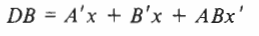 DB = A'x + B'x + ABx'